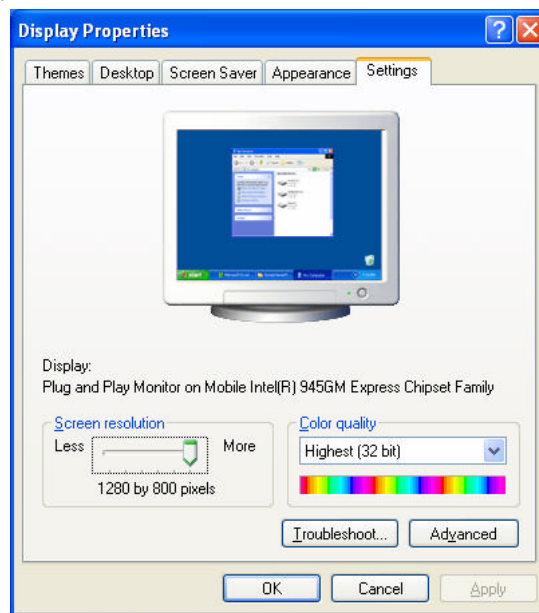 Display Properties
Themes Desktop Screen Saver Appearance Settings
start
Display:
Plug and Play Monitor on Mobile Intel(R) 945GM Express Chipset Family
Screen resolution
Less More
1280 by 800 pixels
Color quality
Highest (32 bit)
Troubleshoot... Advanced
OK Cancel Apply